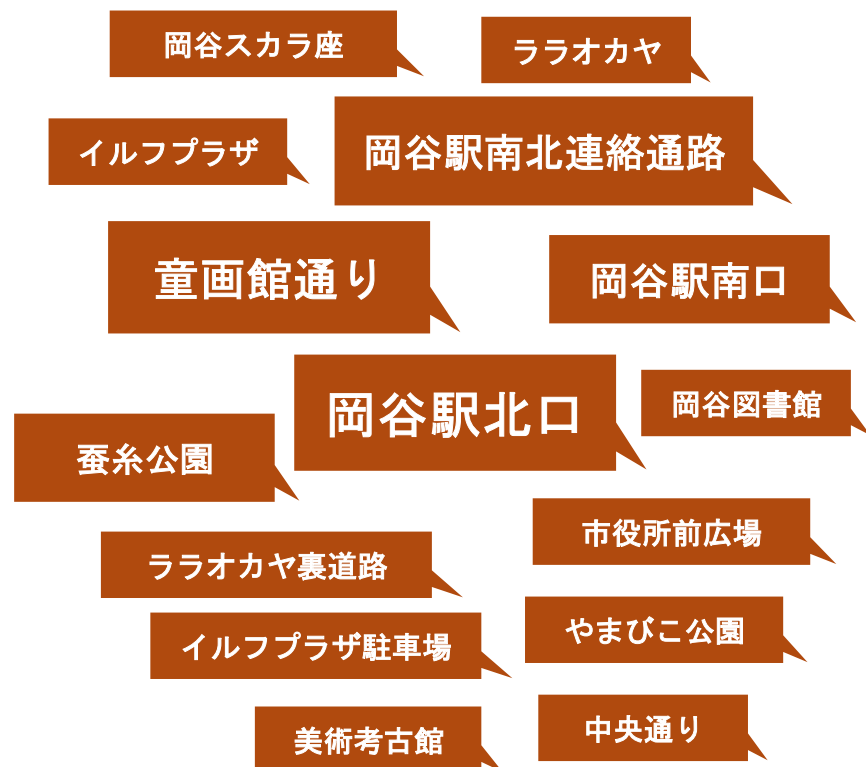 岡谷スカラ座
ララオカヤ
イルフプラザ
岡谷駅南北連絡通路
童画館通り
岡谷駅南口
岡谷駅北口
岡谷図書館
蚕糸公園
市役所前広場
ララオカヤ裏道路
やまびこ公園
イルフプラザ駐車場
中央通り
美術考古館